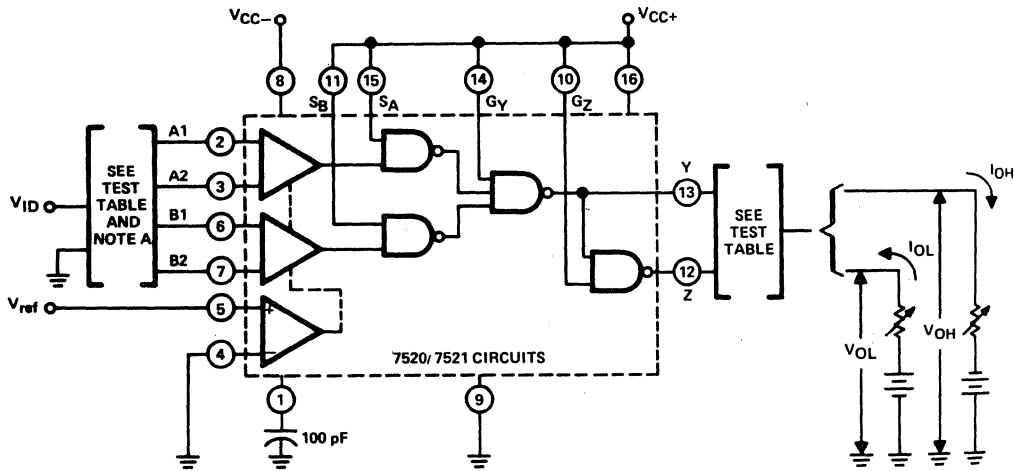 VCC−
VCC+
8
11
15
14
10
16
SB
SA
GY
GZ
SEE
TEST
TABLE
AND
NOTE A
A1
2
A2
3
B1
6
B2
7
VID
Vref
5
+
4
−
Y
13
12
Z
SEE
TEST
TABLE
IOH
IOL
VOL
VOH
7520/7521 CIRCUITS
1
9
100 pF